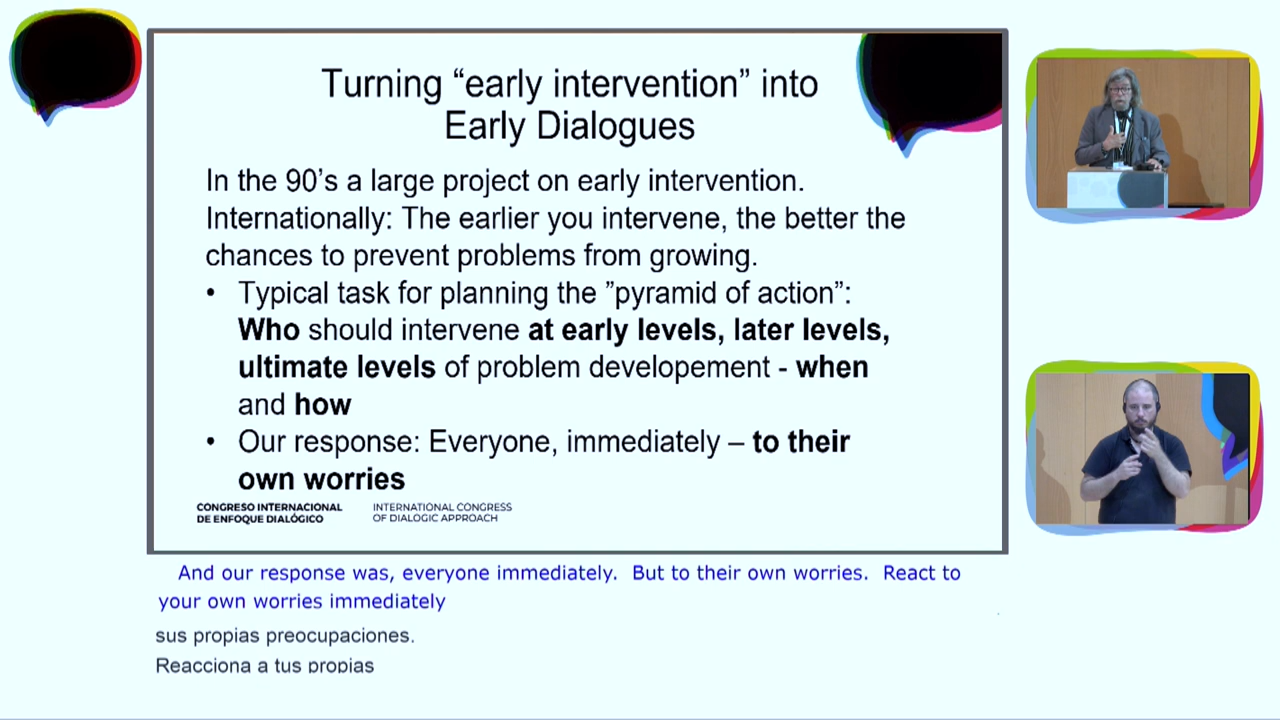 Turning “early intervention” into
Early Dialogues
In the 90’s a large project on early intervention.
Internationally: The earlier you intervene, the better the
chances to prevent problems from growing.
• Typical task for planning the ”pyramid of action”:
Who should intervene at early levels, later levels,
ultimate levels of problem developement - when
and how
• Our response: Everyone, immediately – to their
own worries
CONGRESO INTERNACIONAL
DE ENFOQUE DIALÓGICO
INTERNATIONAL CONGRESS
OF DIALOGIC APPROACH
And our response was, everyone immediately. But to their own worries. React to
your own worries immediately
sus propias preocupaciones.
Reacciona a tus propias